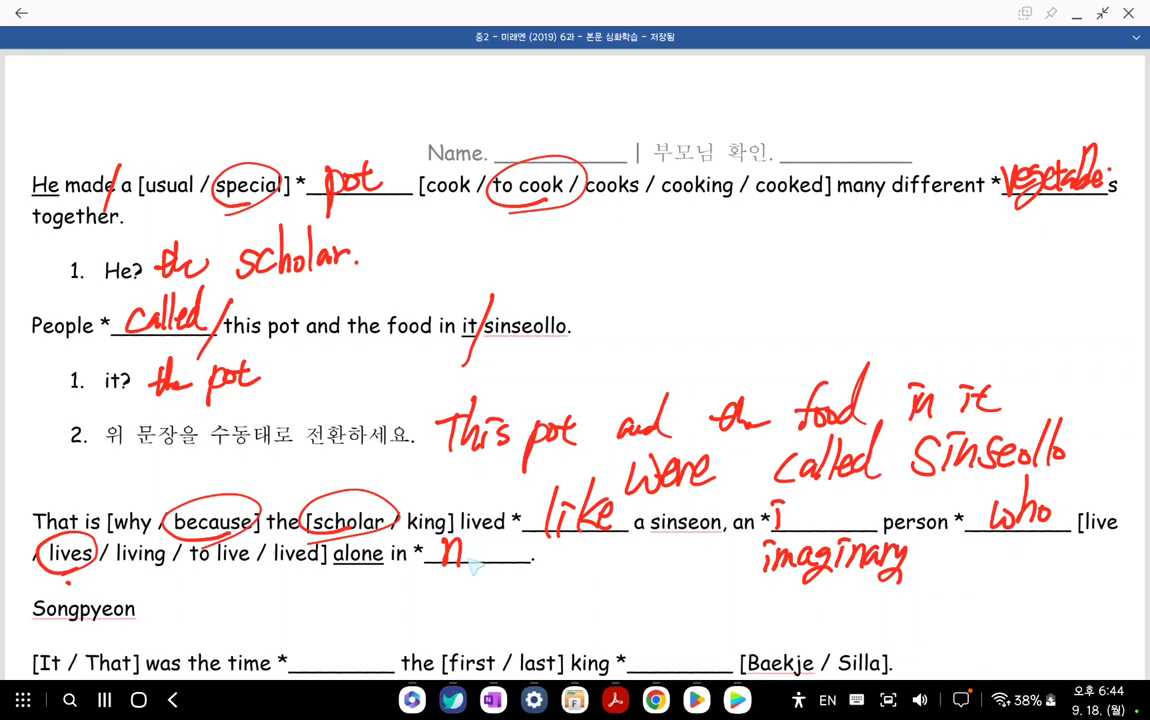 중2 - 미래엔 (2019) 6과 - 본문 심화학습 - 저장됨
Name. ____________ | 부모님 확인. ____________
He made / a [usual / special] * pot [cook / to cook / cooks / cooking / cooked] many different * vegetable s
together.
1. He? the scholar.
People * called / this pot and the food in it / sinseollo.
1. it? the pot
2. 위 문장을 수동태로 전환하세요. This pot and the food in it
were called sinseollo
That is [why / because] the [scholar / king] lived * like a sinseon, an * i person * who [live
/ lives / living / to live / lived] alone in * n . imaginary
Songpyeon
[It / That] was the time *__________ the [first / last] king *__________ [Baekje / Silla].
EN
38%
오후 6:44
9. 18. (월)